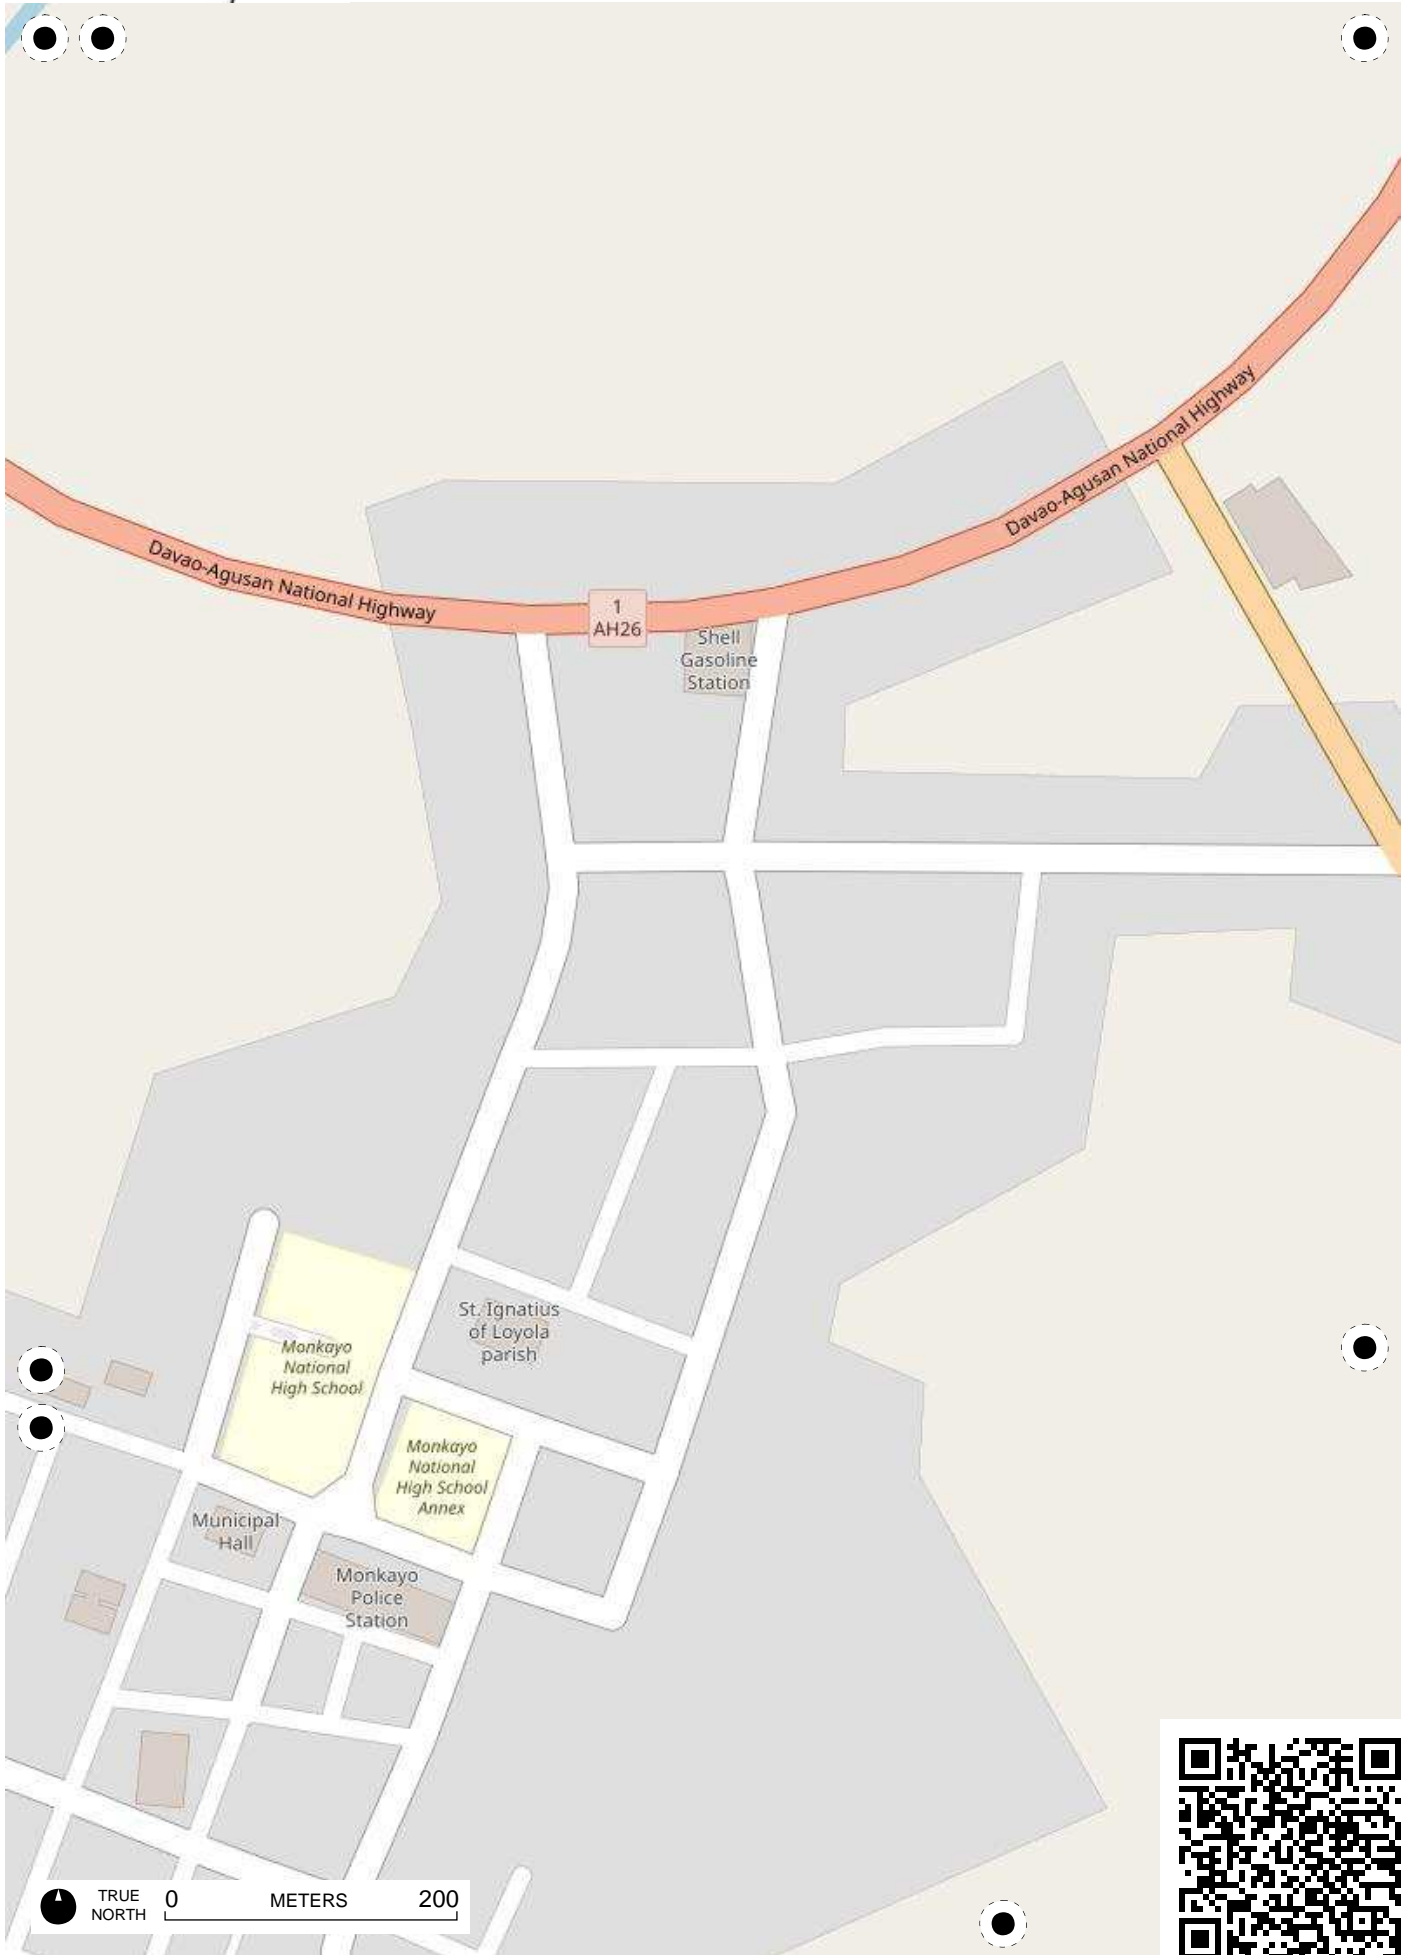 Davao-Agusan National Highway
Davao-Agusan National Highway
1
AH26
Shell
Gasoline
Station
St. Ignatius
of Loyola
parish
Monkayo
National
High School
Monkayo
National
High School
Annex
Municipal
Hall
Monkayo
Police
Station
TRUE
NORTH
0 METERS 200